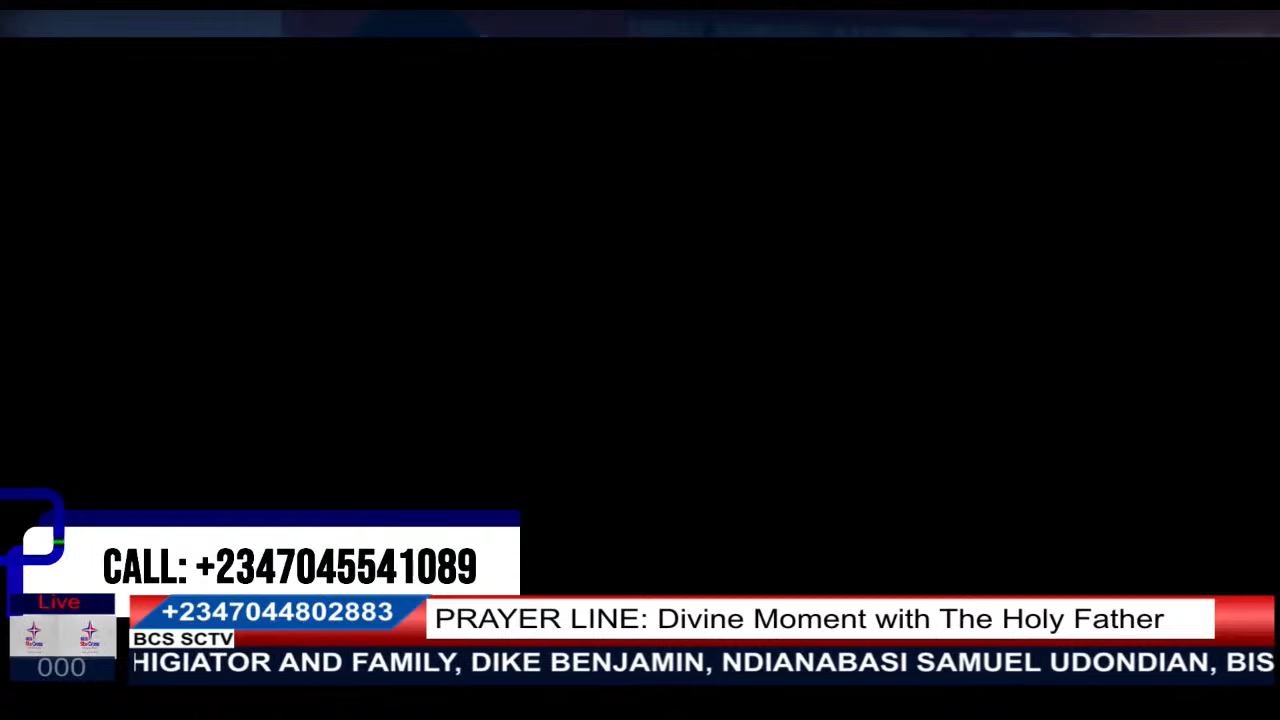 CALL: +2347045541089
Live
+2347044802883
PRAYER LINE: Divine Moment with The Holy Father
BCS SCTV
HIGIATOR AND FAMILY, DIKE BENJAMIN, NDIANABASI SAMUEL UDONDIAN, BIS
000